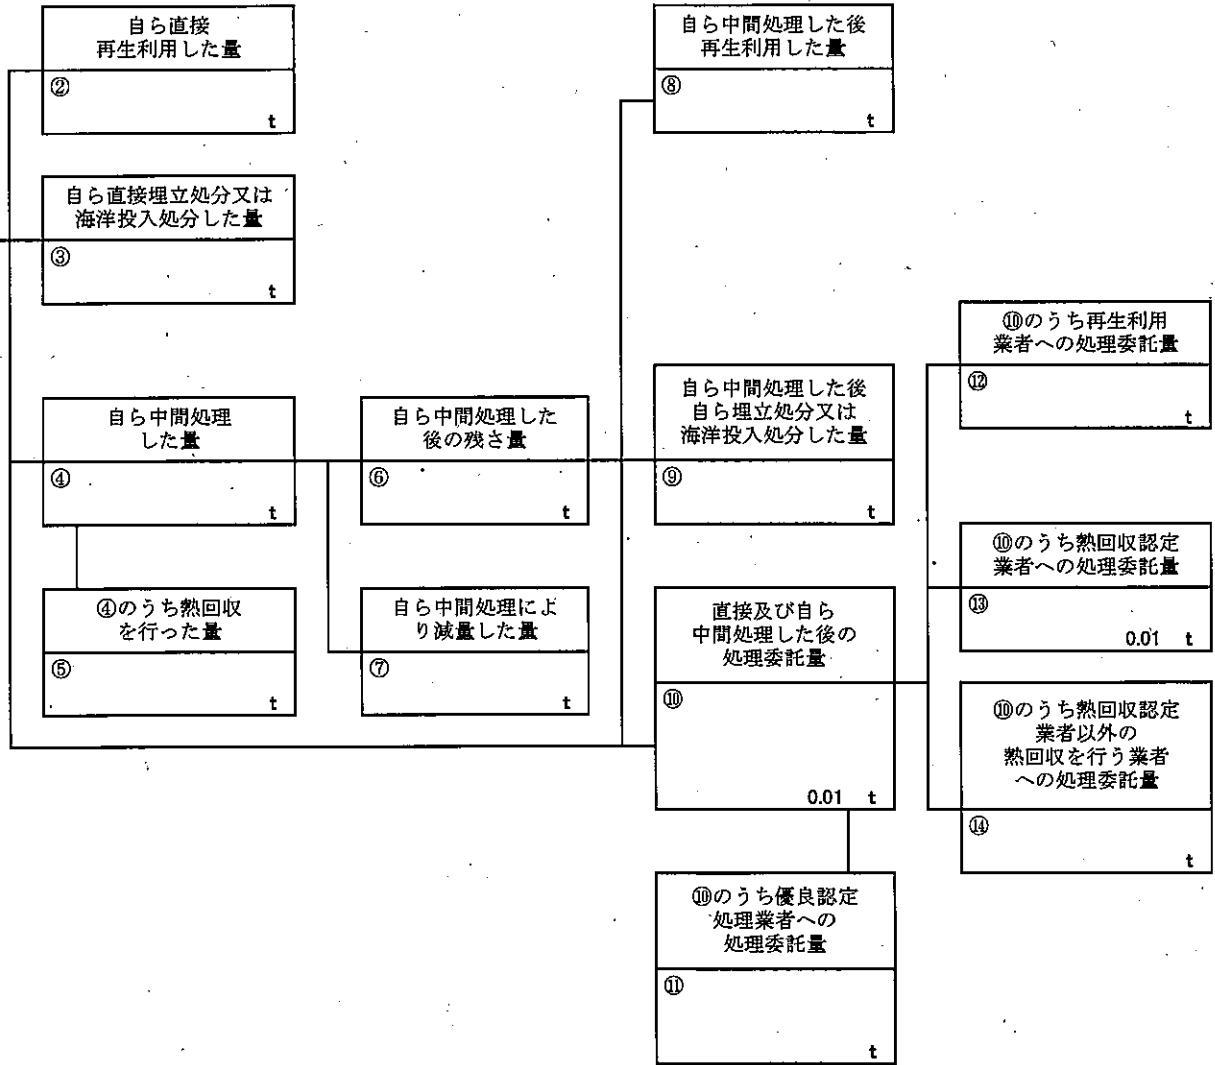 自ら直接
再生利用した量
②
t
自ら中間処理した後
再生利用した量
⑧
t
自ら直接埋立処分又は
海洋投入処分した量
③
t
⑩のうち再生利用
業者への処理委託量
⑫
t
自ら中間処理
した量
④
t
自ら中間処理した
後の残さ量
⑥
t
自ら中間処理した後
自ら埋立処分又は
海洋投入処分した量
⑨
t
⑩のうち熱回収認定
業者への処理委託量
⑬
0.01 t
④のうち熱回収
を行った量
⑤
t
自ら中間処理によ
り減量した量
⑦
t
直接及び自ら
中間処理した後の
処理委託量
⑩
0.01 t
⑩のうち熱回収認定
業者以外の
熱回収を行う業者
への処理委託量
⑭
t
⑩のうち優良認定
処理業者への
処理委託量
⑪
t